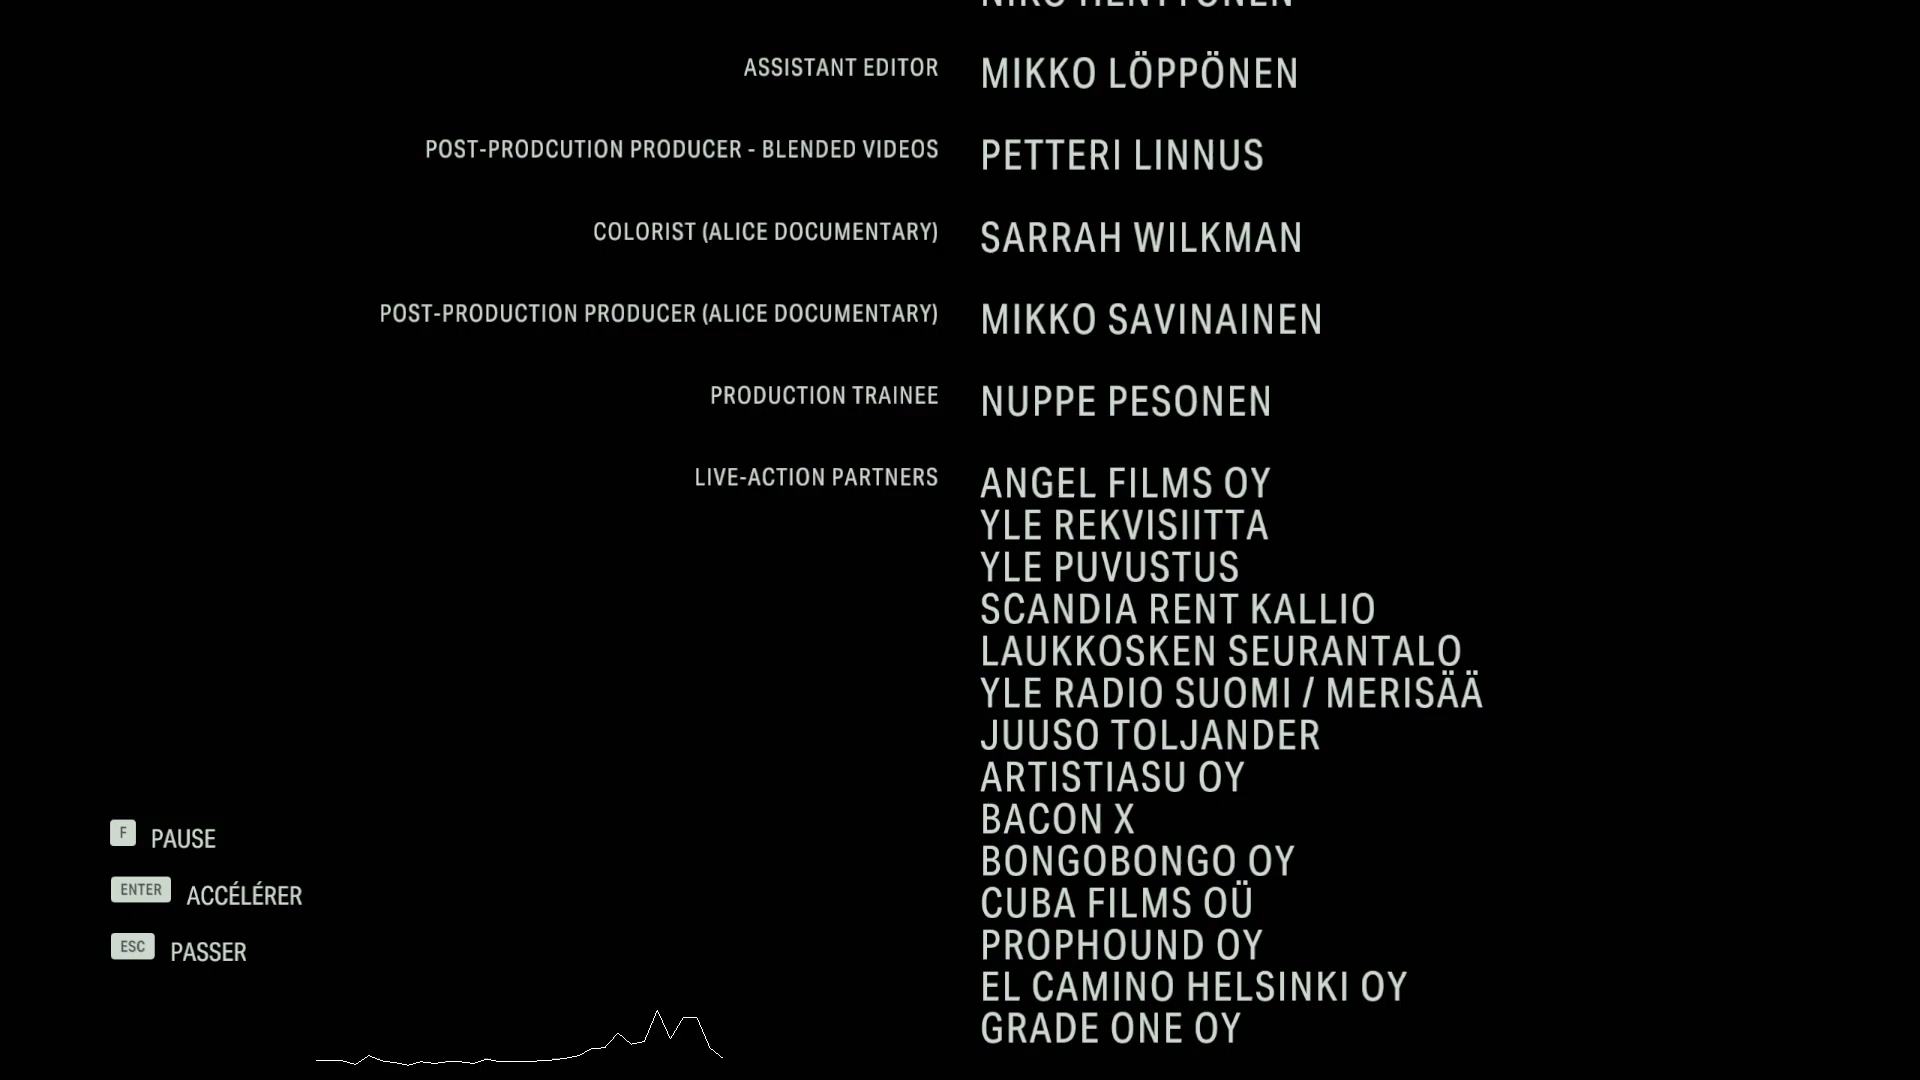 ASSISTANT EDITOR MIKKO LÖPPÖNEN
POST-PRODCUTION PRODUCER - BLENDED VIDEOS PETTERI LINNUS
COLORIST (ALICE DOCUMENTARY) SARRAH WILKMAN
POST-PRODUCTION PRODUCER (ALICE DOCUMENTARY) MIKKO SAVINAINEN
PRODUCTION TRAINEE NUPPE PESONEN
LIVE-ACTION PARTNERS ANGEL FILMS OY
YLE REKVISIITTA
YLE PUVUSTUS
SCANDIA RENT KALLIO
LAUKKOSKEN SEURANTALO
YLE RADIO SUOMI / MERISÄÄ
JUUSO TOLJANDER
ARTISTIASU OY
BACON X
BONGOBONGO OY
CUBA FILMS OÜ
PROPHOUND OY
EL CAMINO HELSINKI OY
GRADE ONE OY
F PAUSE
ENTER ACCÉLÉRER
ESC PASSER